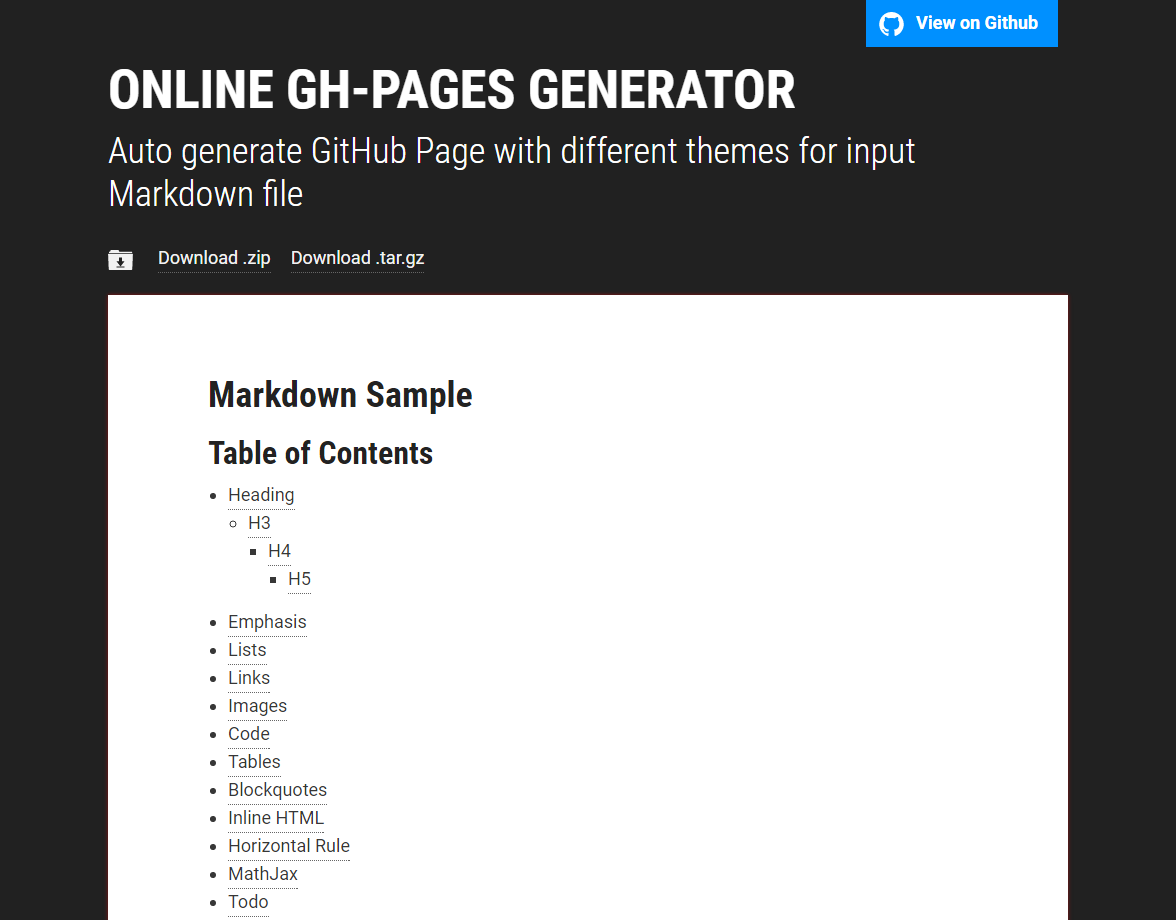 View on Github
ONLINE GH-PAGES GENERATOR
Auto generate GitHub Page with different themes for input
Markdown file
Download .zip Download .tar.gz
Markdown Sample
Table of Contents
Heading
H3
H4
H5
Emphasis
Lists
Links
Images
Code
Tables
Blockquotes
Inline HTML
Horizontal Rule
MathJax
Todo